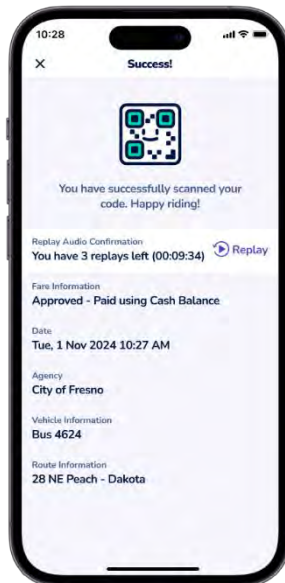 10:28
Success!
You have successfully scanned your
code. Happy riding!
Replay Audio Confirmation
You have 3 replays left (00:09:34)
Replay
Fare Information
Approved - Paid using Cash Balance
Date
Tue, 1 Nov 2024 10:27 AM
Agency
City of Fresno
Vehicle Information
Bus 4624
Route Information
28 NE Peach - Dakota